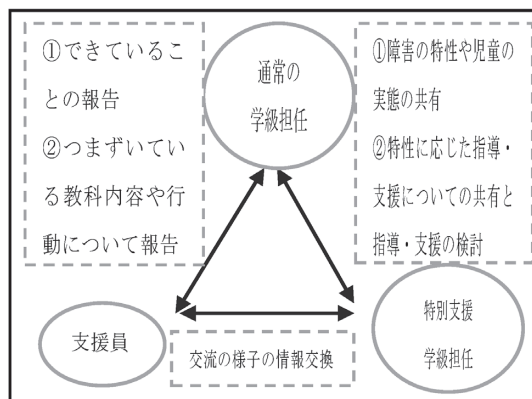 ①できているこ
との報告
②つまずいてい
る教科内容や行
動について報告
通常の
学級担任
①障害の特性や児童の
実態の共有
②特性に応じた指導・
支援についての共有と
指導・支援の検討
支援員
交流の様子の情報交換
特別支援
学級担任